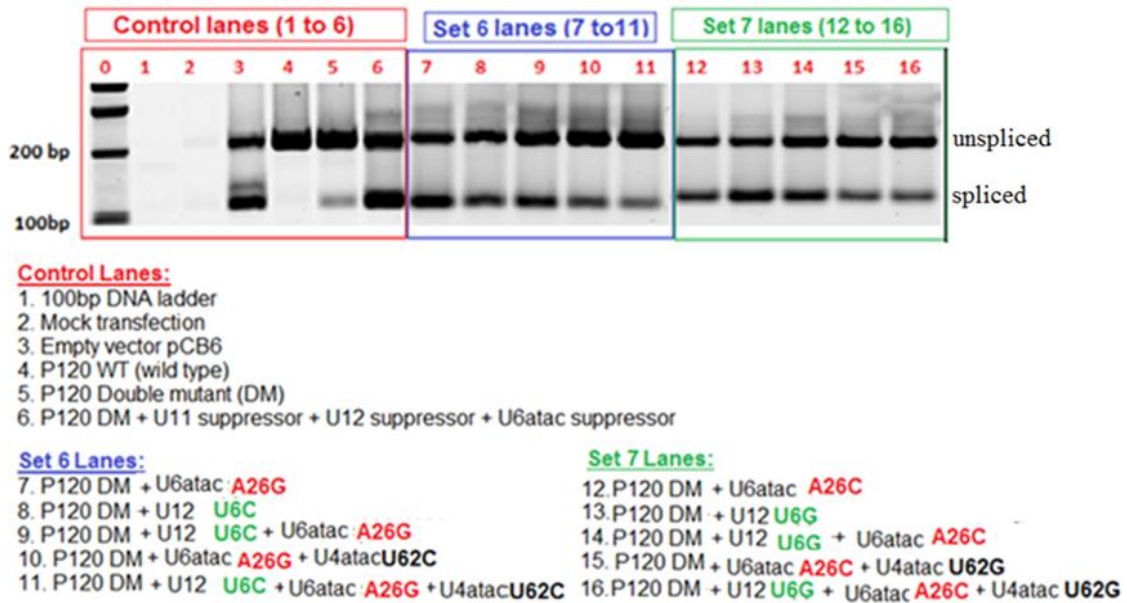 Control lanes (1 to 6) Set 6 lanes (7 to11) Set 7 lanes (12 to 16)
0 1 2 3 4 5 6 7 8 9 10 11 12 13 14 15 16
unspliced
200 bp
spliced
100bp
Control Lanes:
1. 100bp DNA ladder
2. Mock transfection
3. Empty vector pCB6
4. P120 WT (wild type)
5. P120 Double mutant (DM)
6. P120 DM + U11 suppressor + U12 suppressor + U6atac suppressor
Set 6 Lanes:
7. P120 DM + U6atac A26G
8. P120 DM + U12 U6C
9. P120 DM + U12 U6C + U6atac A26G
10. P120 DM + U6atac A26G + U4atacU62C
11. P120 DM + U12 U6C + U6atac A26G + U4atacU62C
Set 7 Lanes:
12.P120 DM + U6atac A26C
13.P120 DM + U12 U6G
14. P120 DM + U12 U6G + U6atac A26C
15. P120 DM + U6atac A26C + U4atac U62G
16. P120 DM + U12 U6G + U6atac A26C + U4atac U62G